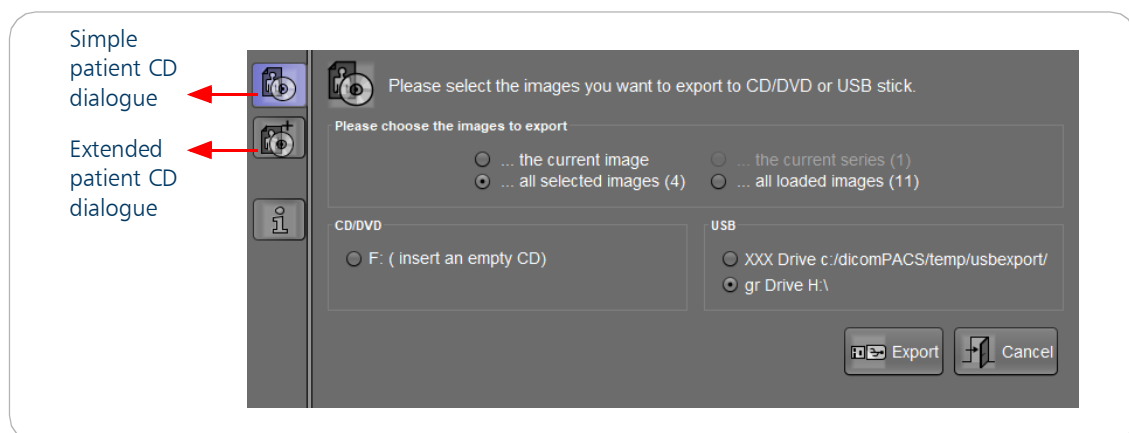 Simple
patient CD
dialogue
Extended
patient CD
dialogue
Please select the images you want to export to CD/DVD or USB stick.
Please choose the images to export
... the current image
... the current series (1)
... all selected images (4)
... all loaded images (11)
CD/DVD
F: ( insert an empty CD)
USB
XXX Drive c:/dicomPACS/temp/usbexport/
gr Drive H:\
Export
Cancel